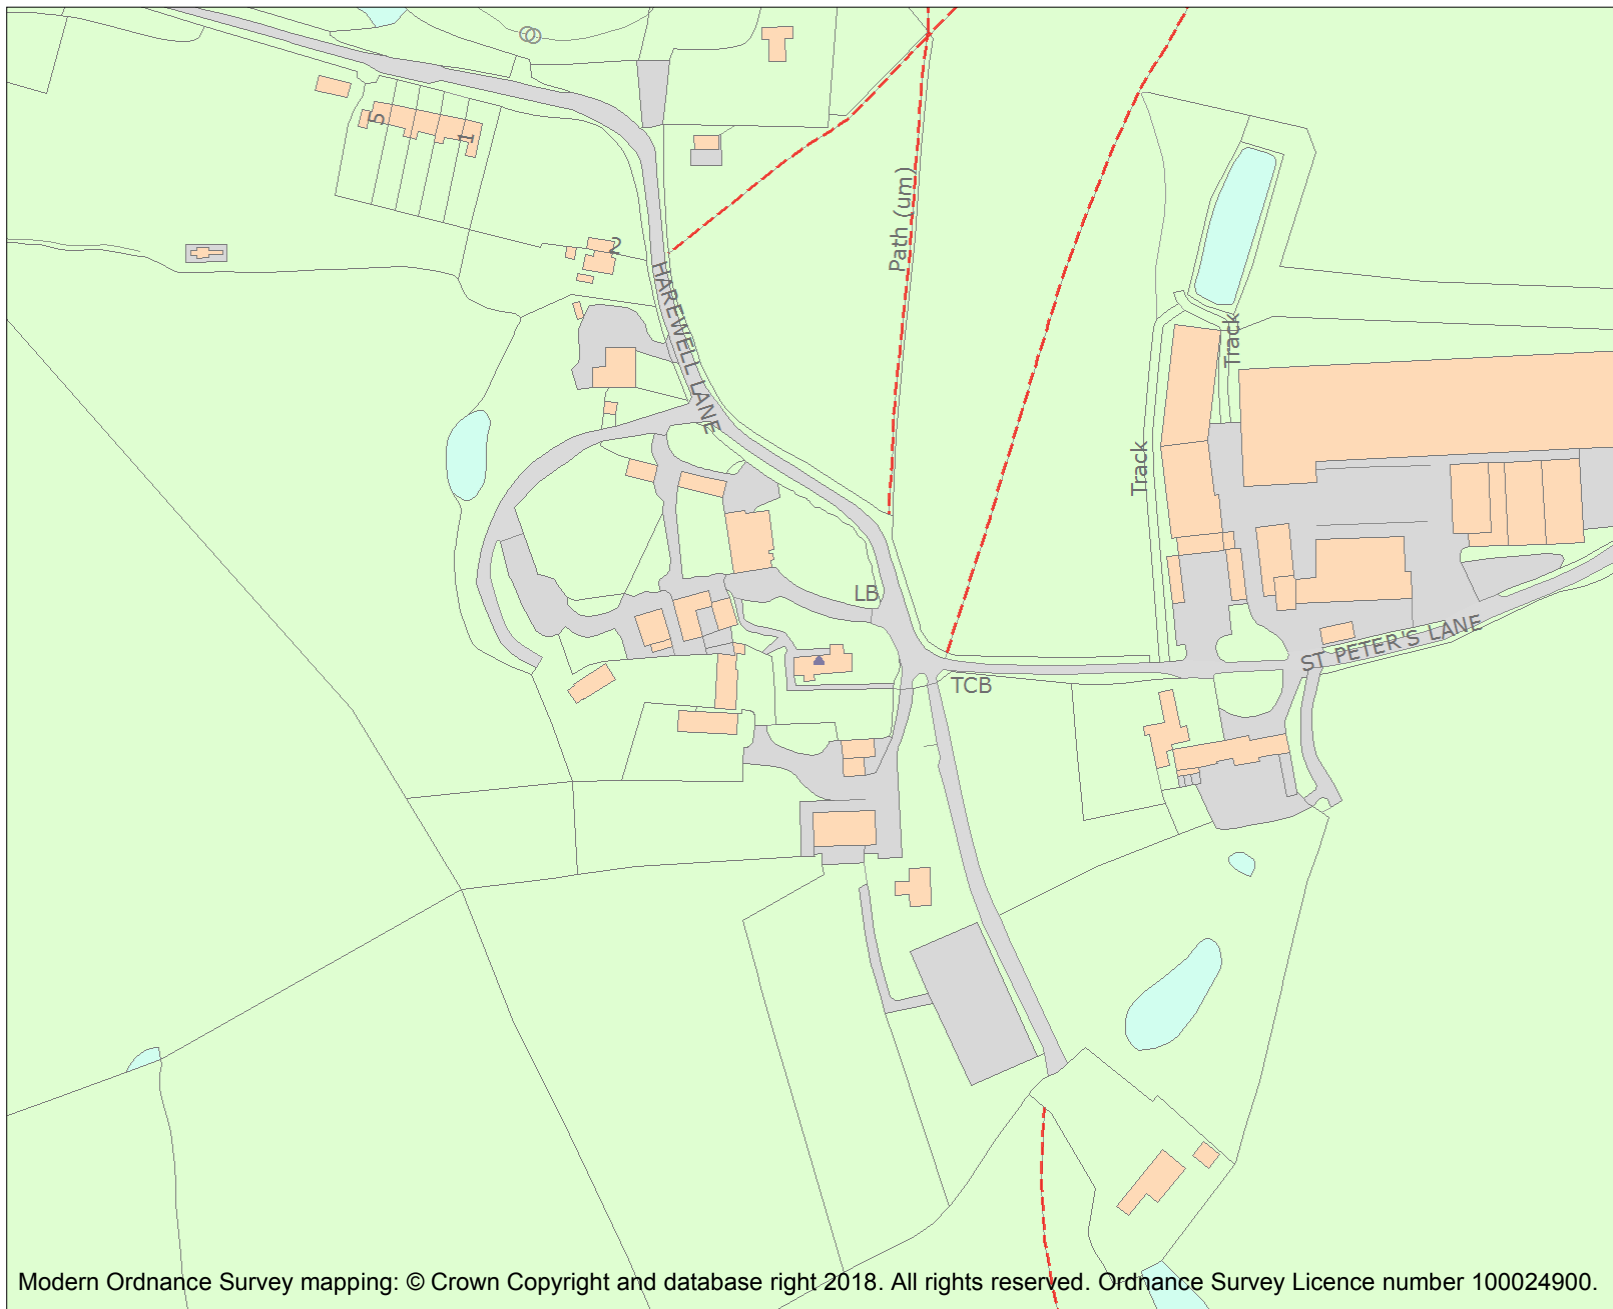 5
1
Path (um)
2
HAREWELL LANE
Track
Track
LB
ST PETER'S LANE
TCB
Modern Ordnance Survey mapping: © Crown Copyright and database right 2018. All rights reserved. Ordnance Survey Licence number 100024900.